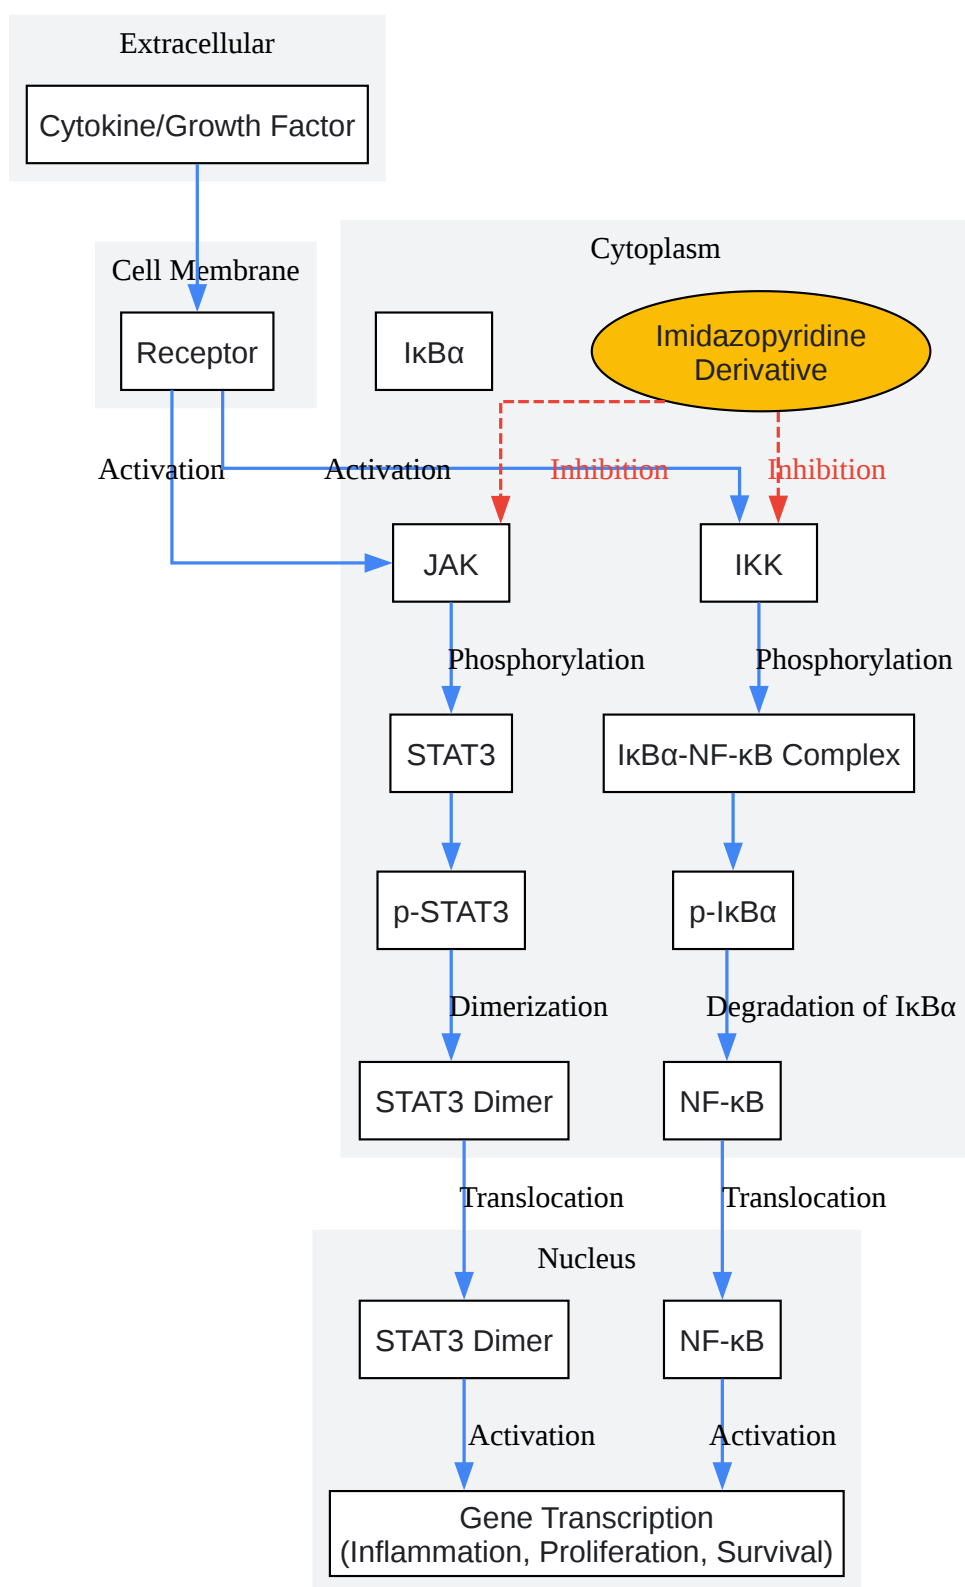 Extracellular
Cytokine/Growth Factor
Cytoplasm
Cell Membrane
Receptor
IκBα
Imidazopyridine
Derivative
Activation
Activation
Inhibition
Inhibition
JAK
IKK
Phosphorylation
Phosphorylation
STAT3
IκBα-NF-κB Complex
p-STAT3
p-IκBα
Dimerization
Degradation of IκBα
STAT3 Dimer
NF-κB
Translocation
Translocation
Nucleus
STAT3 Dimer
NF-κB
Activation
Activation
Gene Transcription
(Inflammation, Proliferation, Survival)